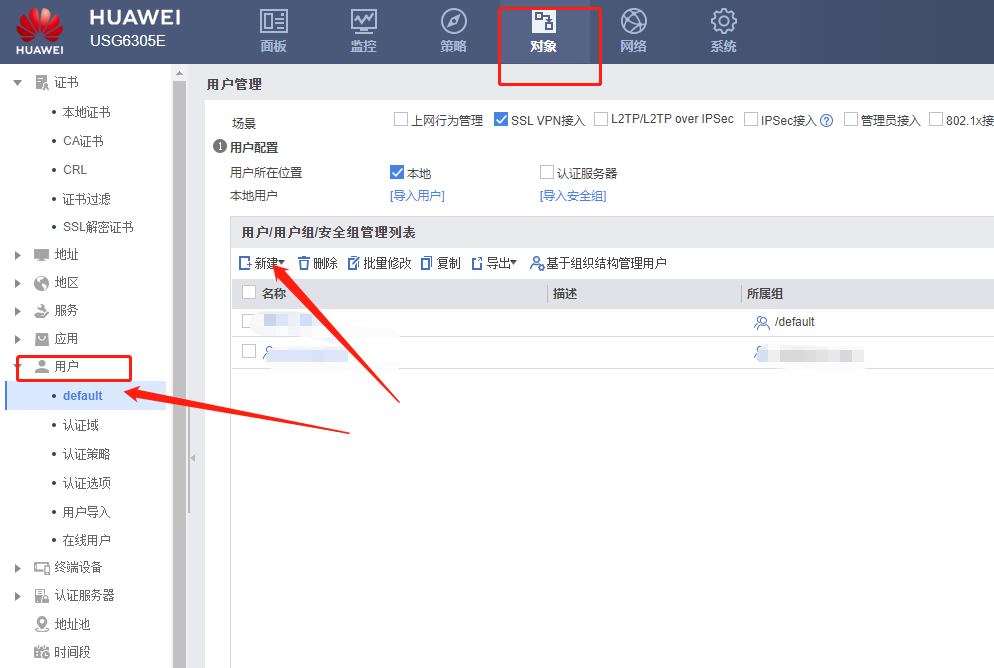 HUAWEI
HUAWEI
USG6305E
面板
监控
策略
对象
网络
系统
证书
本地证书
CA证书
CRL
证书过滤
SSL解密证书
地址
地区
服务
应用
用户
default
认证域
认证策略
认证选项
用户导入
在线用户
终端设备
认证服务器
地址池
时间段
用户管理
场景 上网行为管理 SSL VPN接入 L2TP/L2TP over IPSec IPSec接入 ? 管理员接入 802.1x接
1 用户配置
用户所在位置 本地 认证服务器
本地用户 [导入用户] [导入安全组]
用户/用户组/安全组管理列表
新建 删除 批量修改 复制 导出 基于组织结构管理用户
名称 描述 所属组
/default